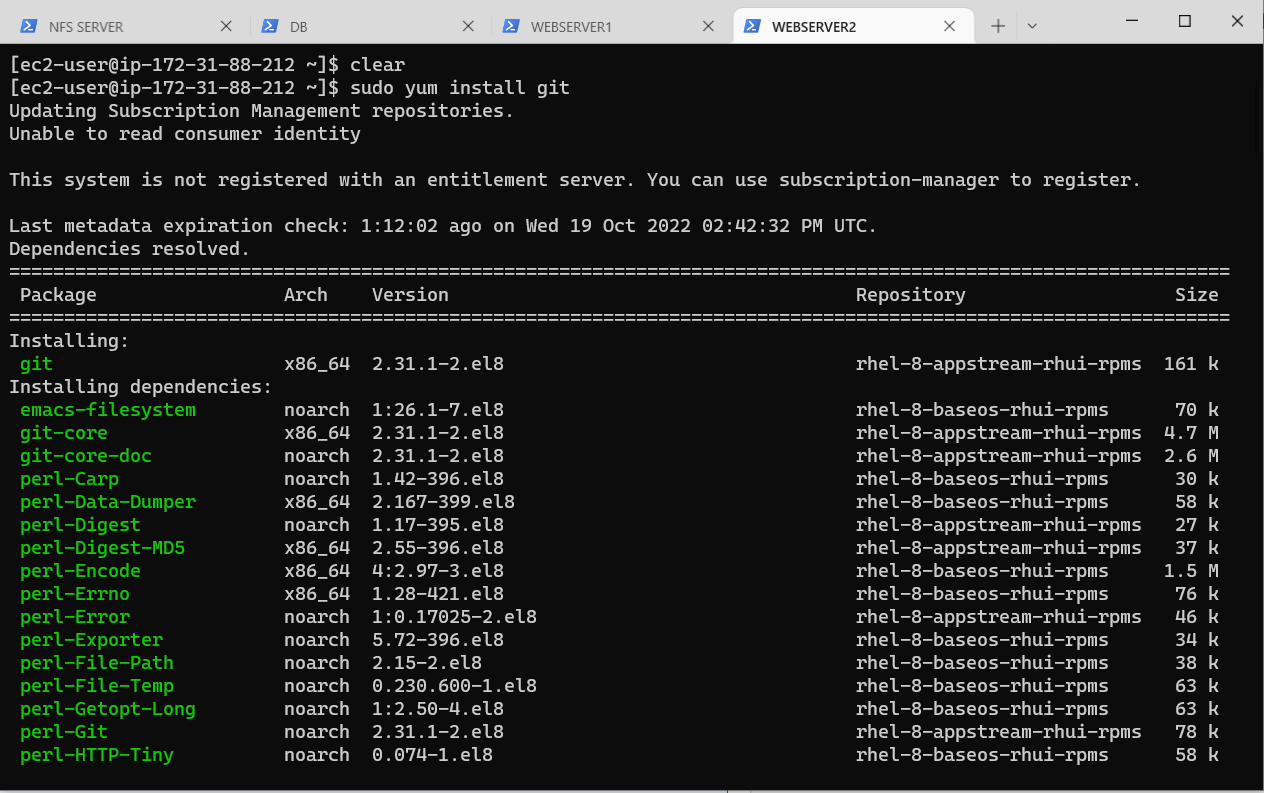 NFS SERVER DB WEBSERVER1 WEBSERVER2
[ec2-user@ip-172-31-88-212 ~]$ clear
[ec2-user@ip-172-31-88-212 ~]$ sudo yum install git
Updating Subscription Management repositories.
Unable to read consumer identity
This system is not registered with an entitlement server. You can use subscription-manager to register.
Last metadata expiration check: 1:12:02 ago on Wed 19 Oct 2022 02:42:32 PM UTC.
Dependencies resolved.
================================================================================================================
Package Arch Version Repository Size
================================================================================================================
Installing:
git x86_64 2.31.1-2.el8 rhel-8-appstream-rhui-rpms 161 k
Installing dependencies:
emacs-filesystem noarch 1:26.1-7.el8 rhel-8-baseos-rhui-rpms 70 k
git-core x86_64 2.31.1-2.el8 rhel-8-appstream-rhui-rpms 4.7 M
git-core-doc noarch 2.31.1-2.el8 rhel-8-appstream-rhui-rpms 2.6 M
perl-Carp noarch 1.42-396.el8 rhel-8-baseos-rhui-rpms 30 k
perl-Data-Dumper x86_64 2.167-399.el8 rhel-8-baseos-rhui-rpms 58 k
perl-Digest noarch 1.17-395.el8 rhel-8-appstream-rhui-rpms 27 k
perl-Digest-MD5 x86_64 2.55-396.el8 rhel-8-appstream-rhui-rpms 37 k
perl-Encode x86_64 4:2.97-3.el8 rhel-8-baseos-rhui-rpms 1.5 M
perl-Errno x86_64 1.28-421.el8 rhel-8-baseos-rhui-rpms 76 k
perl-Error noarch 1:0.17025-2.el8 rhel-8-appstream-rhui-rpms 46 k
perl-Exporter noarch 5.72-396.el8 rhel-8-baseos-rhui-rpms 34 k
perl-File-Path noarch 2.15-2.el8 rhel-8-baseos-rhui-rpms 38 k
perl-File-Temp noarch 0.230.600-1.el8 rhel-8-baseos-rhui-rpms 63 k
perl-Getopt-Long noarch 1:2.50-4.el8 rhel-8-baseos-rhui-rpms 63 k
perl-Git noarch 2.31.1-2.el8 rhel-8-appstream-rhui-rpms 78 k
perl-HTTP-Tiny noarch 0.074-1.el8 rhel-8-baseos-rhui-rpms 58 k